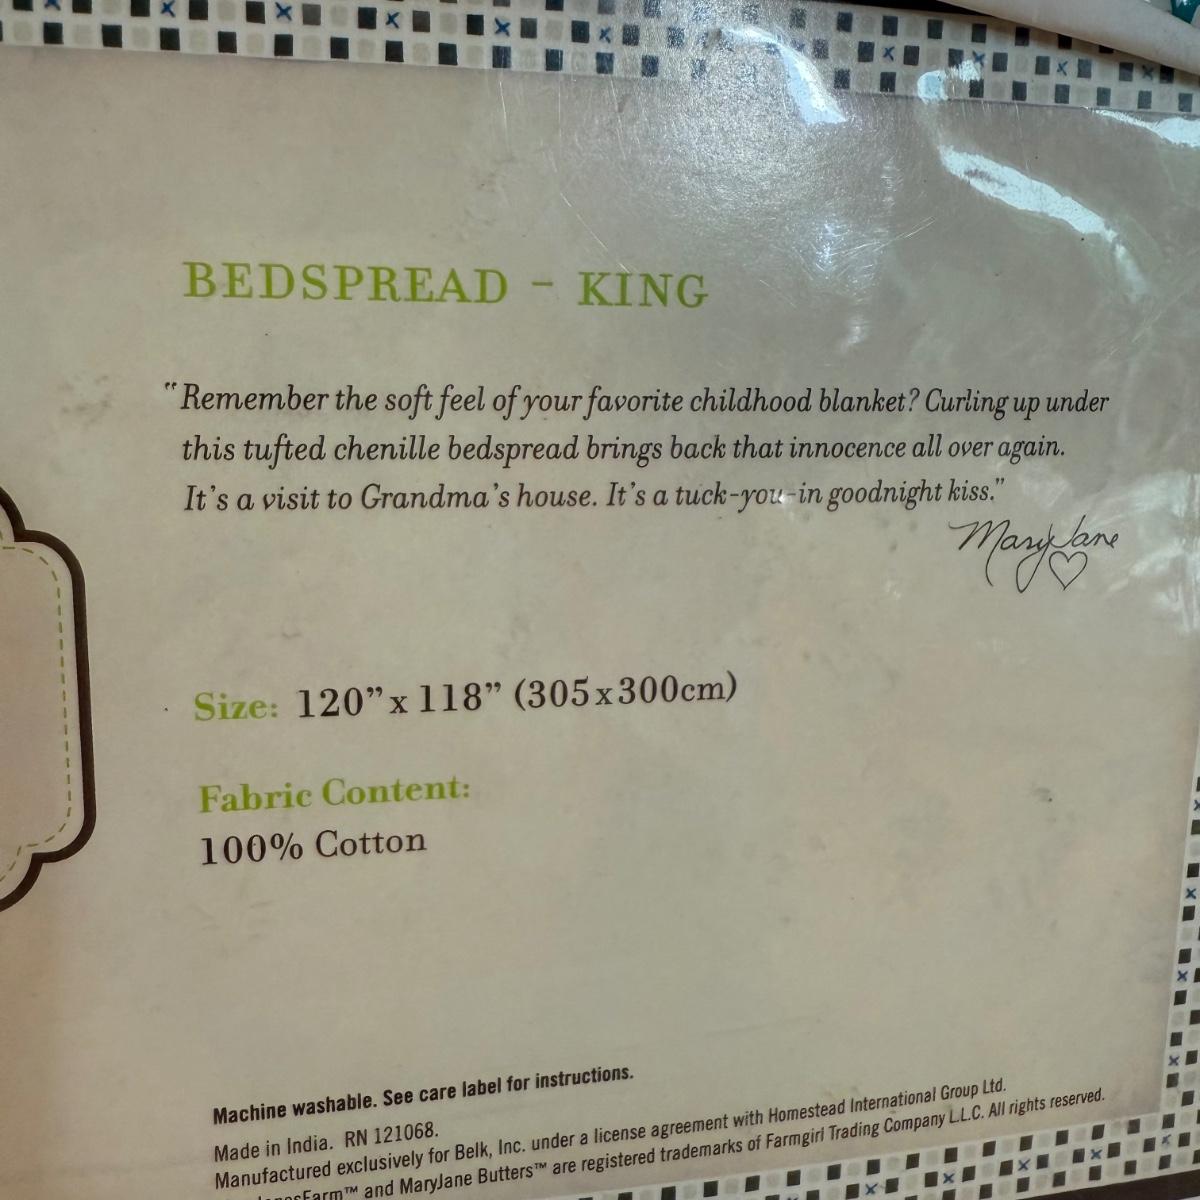 BEDSPREAD - KING
"Remember the soft feel of your favorite childhood blanket? Curling up under
this tufted chenille bedspread brings back that innocence all over again.
It's a visit to Grandma's house. It's a tuck-you-in goodnight kiss."
MaryJane
Size: 120" x 118" (305 x 300cm)
Fabric Content:
100% Cotton
Machine washable. See care label for instructions.
Made in India. RN 121068.
Manufactured exclusively for Belk, Inc. under a license agreement with Homestead International Group Ltd.
and MaryJane Butters™ are registered trademarks of Farmgirl Trading Company L.L.C. All rights reserved.